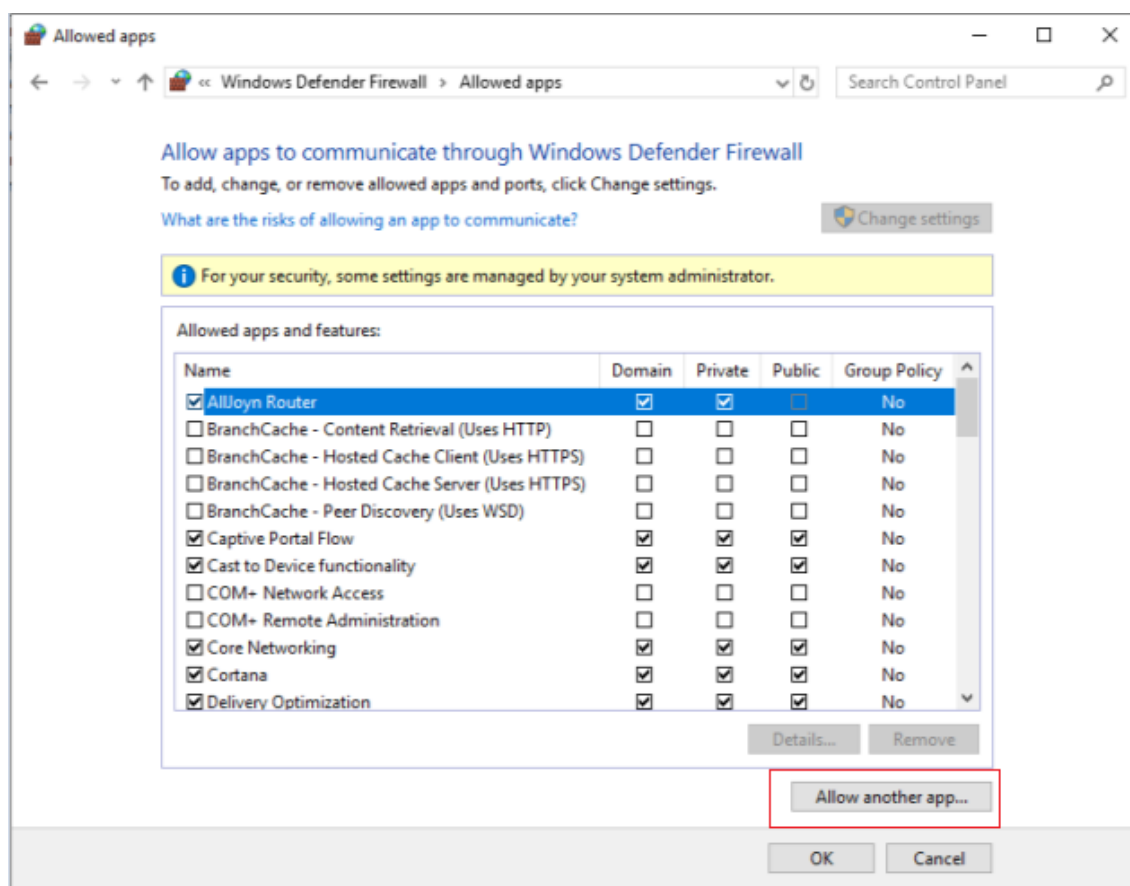 Allowed apps
« Windows Defender Firewall > Allowed apps
Search Control Panel
Allow apps to communicate through Windows Defender Firewall
To add, change, or remove allowed apps and ports, click Change settings.
What are the risks of allowing an app to communicate?
Change settings
For your security, some settings are managed by your system administrator.
Allowed apps and features:
Name Domain Private Public Group Policy
AllJoyn Router No
BranchCache - Content Retrieval (Uses HTTP) No
BranchCache - Hosted Cache Client (Uses HTTPS) No
BranchCache - Hosted Cache Server (Uses HTTPS) No
BranchCache - Peer Discovery (Uses WSD) No
Captive Portal Flow No
Cast to Device functionality No
COM+ Network Access No
COM+ Remote Administration No
Core Networking No
Cortana No
Delivery Optimization No
Details... Remove
Allow another app...
OK Cancel